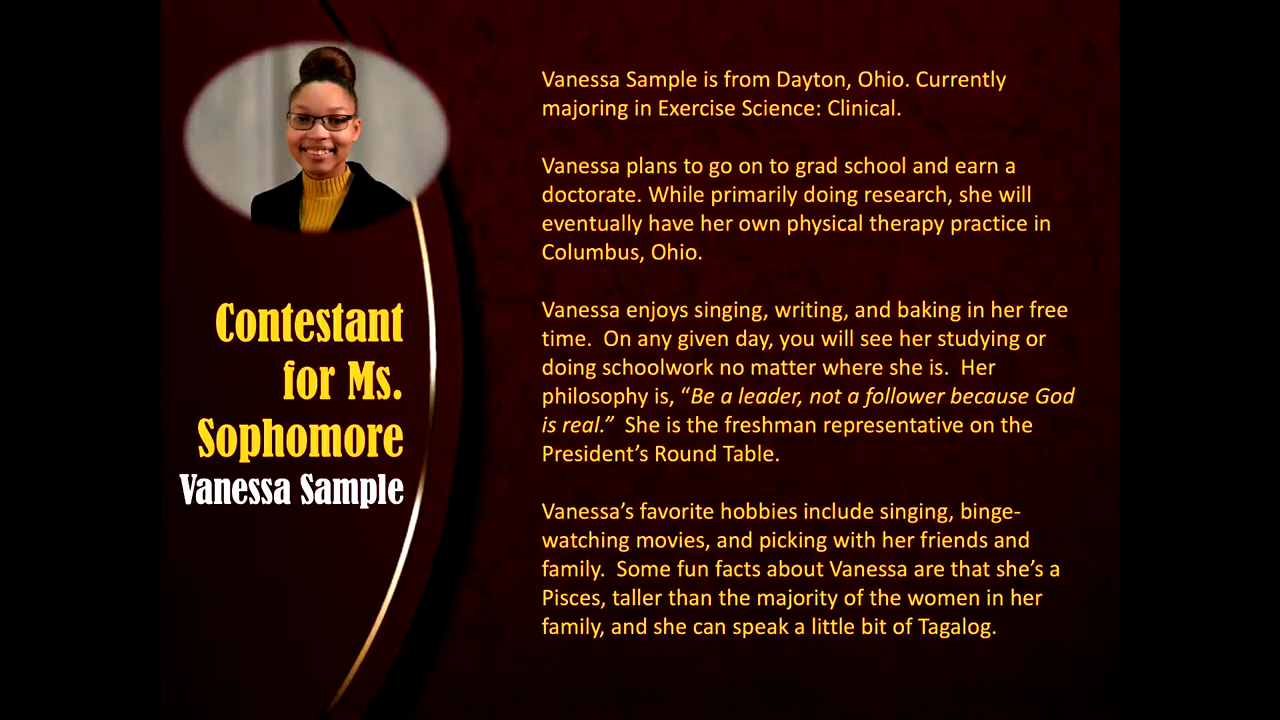 Contestant
for Ms.
Sophomore
Vanessa Sample
Vanessa Sample is from Dayton, Ohio. Currently
majoring in Exercise Science: Clinical.
Vanessa plans to go on to grad school and earn a
doctorate. While primarily doing research, she will
eventually have her own physical therapy practice in
Columbus, Ohio.
Vanessa enjoys singing, writing, and baking in her free
time.  On any given day, you will see her studying or
doing schoolwork no matter where she is.  Her
philosophy is, “Be a leader, not a follower because God
is real.”  She is the freshman representative on the
President’s Round Table.
Vanessa’s favorite hobbies include singing, binge-
watching movies, and picking with her friends and
family.  Some fun facts about Vanessa are that she’s a
Pisces, taller than the majority of the women in her
family, and she can speak a little bit of Tagalog.